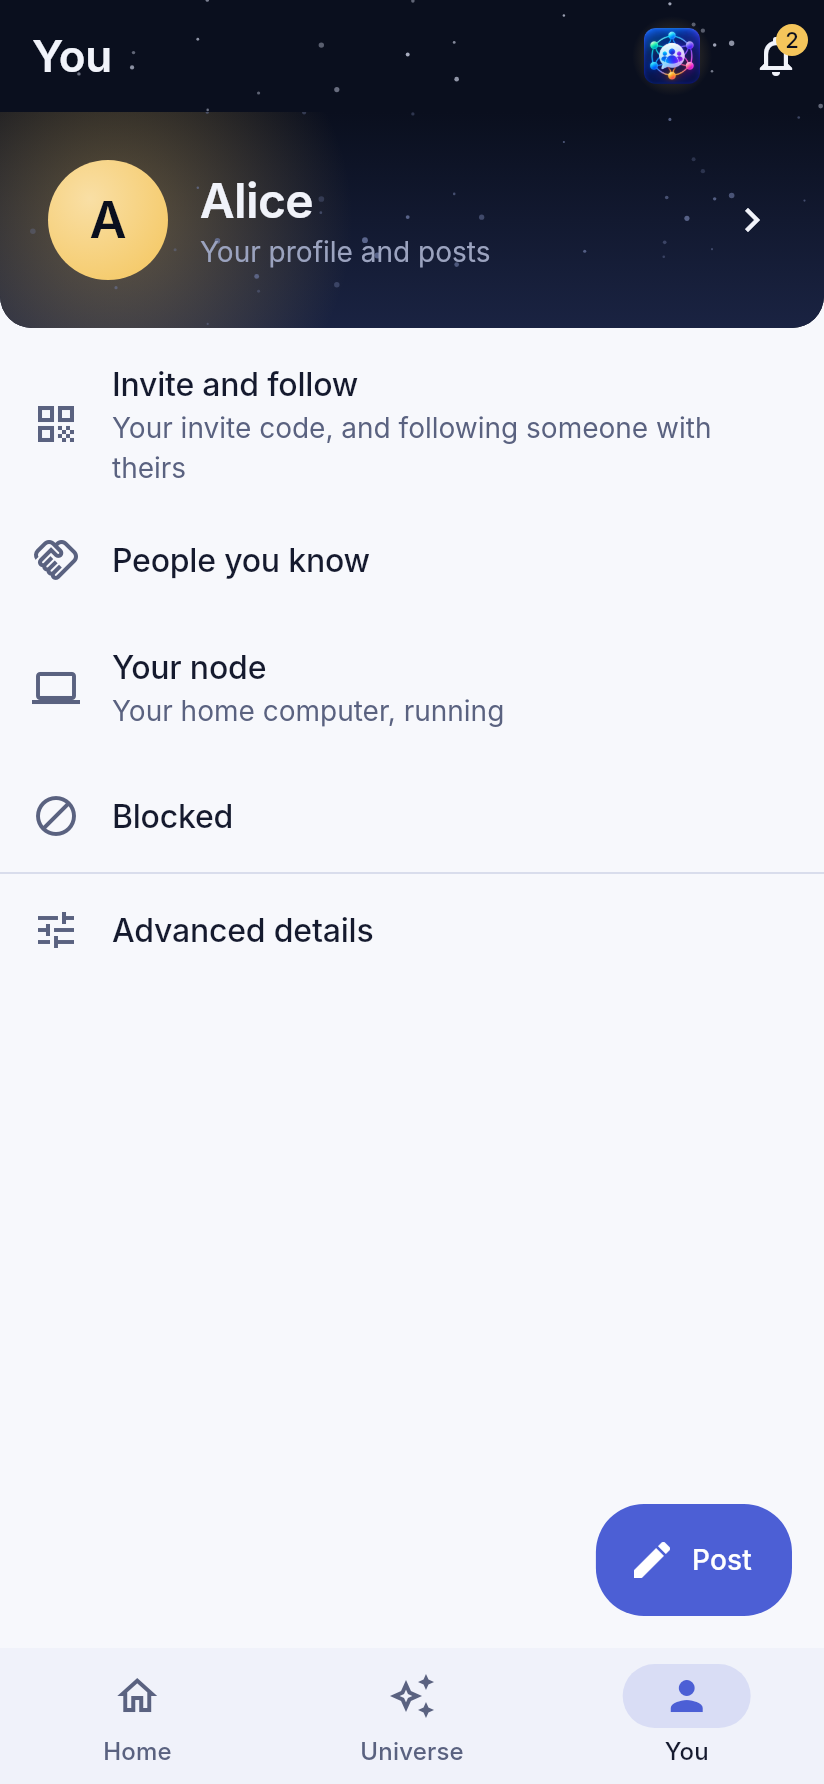 You
2
A
Alice
Your profile and posts
Invite and follow
Your invite code, and following someone with
theirs
People you know
Your node
Your home computer, running
Blocked
Advanced details
Post
Home
Universe
You